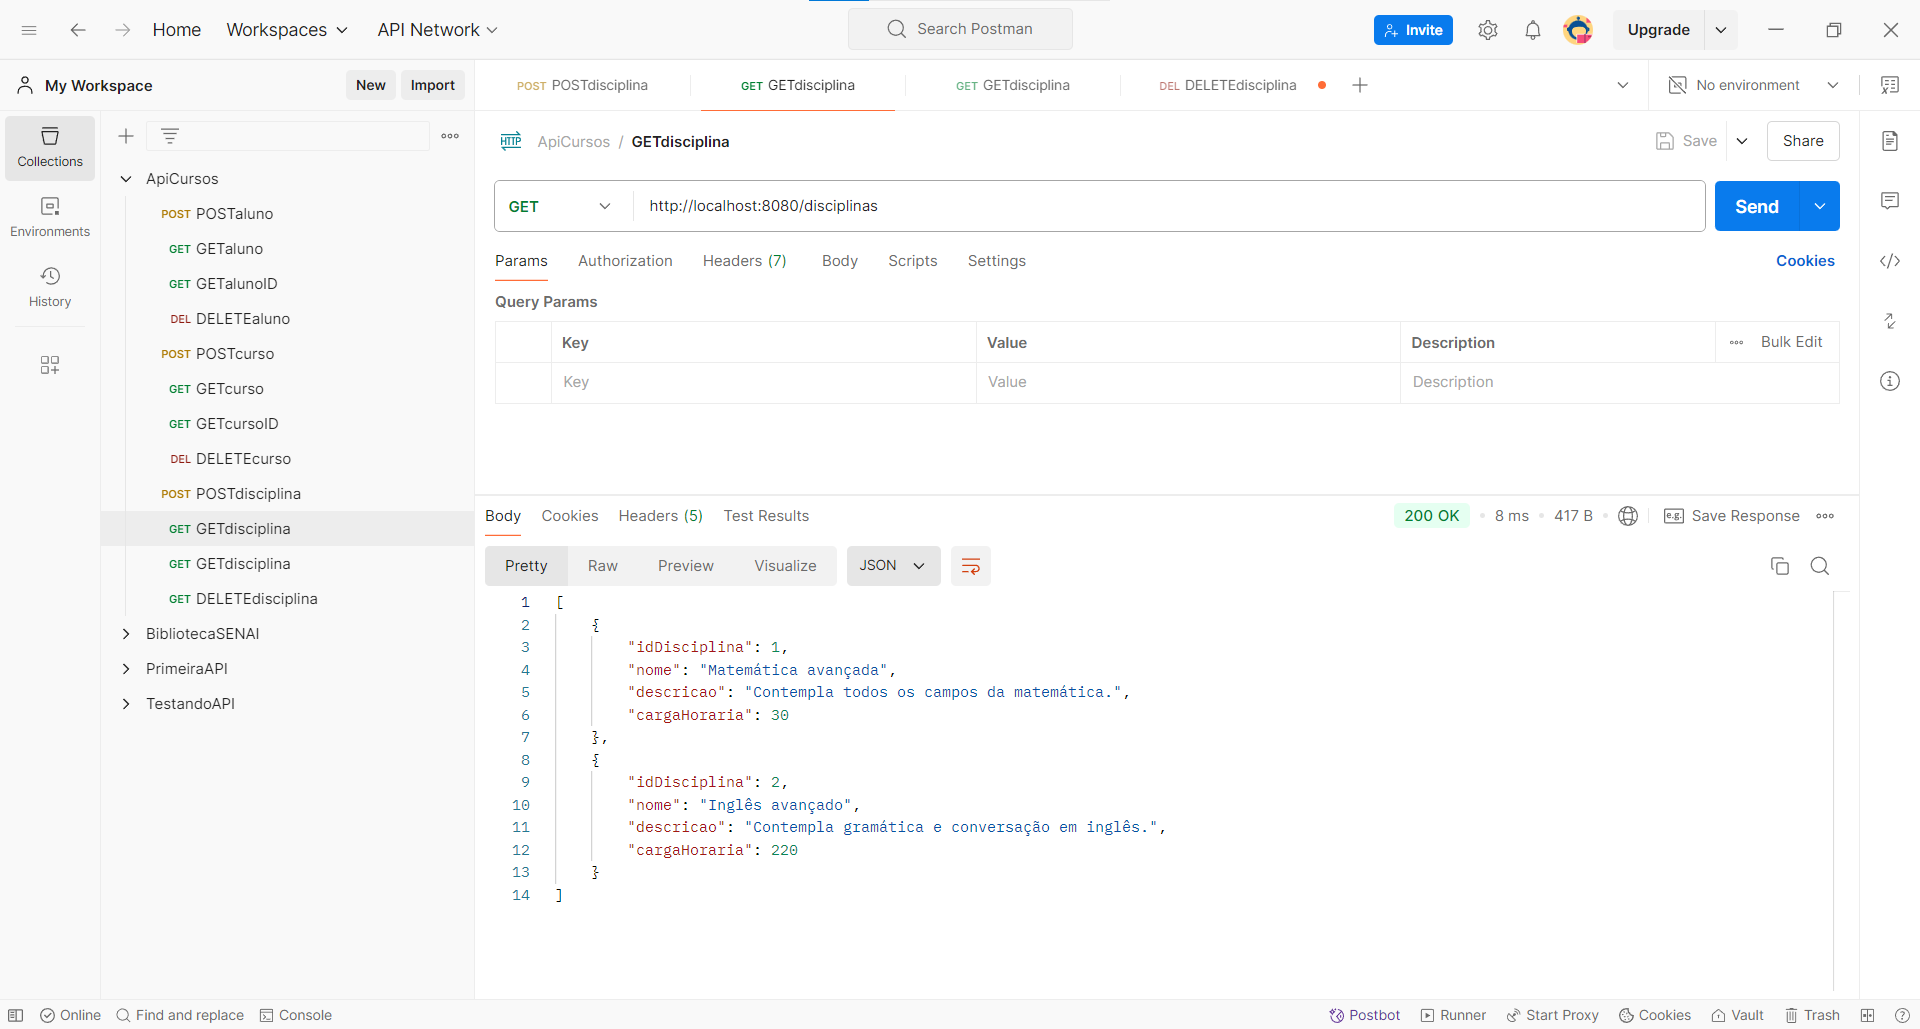 Home Workspaces API Network Search Postman Invite Upgrade
My Workspace New Import POST POSTdisciplina GET GETdisciplina GET GETdisciplina DEL DELETEdisciplina No environment
Collections
Environments
History
ApiCursos
POST POSTaluno
GET GETaluno
GET GETalunoID
DEL DELETEaluno
POST POSTcurso
GET GETcurso
GET GETcursoID
DEL DELETEcurso
POST POSTdisciplina
GET GETdisciplina
GET GETdisciplina
GET DELETEdisciplina
BibliotecaSENAI
PrimeiraAPI
TestandoAPI
HTTP ApiCursos / GETdisciplina Save Share
GET http://localhost:8080/disciplinas Send
Params Authorization Headers (7) Body Scripts Settings Cookies
Query Params
Key Value Description Bulk Edit
Key Value Description
Body Cookies Headers (5) Test Results 200 OK 8 ms 417 B e.g. Save Response
Pretty Raw Preview Visualize JSON
1 [
2 {
3 "idDisciplina": 1,
4 "nome": "Matemática avançada",
5 "descricao": "Contempla todos os campos da matemática.",
6 "cargaHoraria": 30
7 },
8 {
9 "idDisciplina": 2,
10 "nome": "Inglês avançado",
11 "descricao": "Contempla gramática e conversação em inglês.",
12 "cargaHoraria": 220
13 }
14 ]
Online Find and replace Console Postbot Runner Start Proxy Cookies Vault Trash